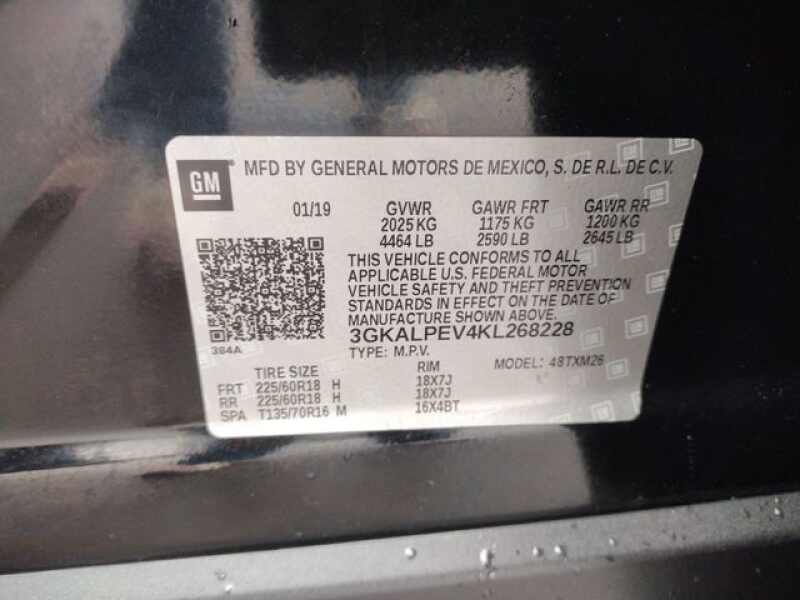 GM
MFD BY GENERAL MOTORS DE MEXICO, S. DE R.L. DE C.V.
01/19 GVWR GAWR FRT GAWR RR
2025 KG 1175 KG 1200 KG
4464 LB 2590 LB 2645 LB
THIS VEHICLE CONFORMS TO ALL
APPLICABLE U.S. FEDERAL MOTOR
VEHICLE SAFETY AND THEFT PREVENTION
STANDARDS IN EFFECT ON THE DATE OF
MANUFACTURE SHOWN ABOVE.
3GKALPEV4KL268228
384A TYPE: M.P.V. MODEL: 48TXM26
TIRE SIZE RIM
FRT 225/60R18 H 18X7J
RR 225/60R18 H 18X7J
SPA T135/70R16 M 16X4BT